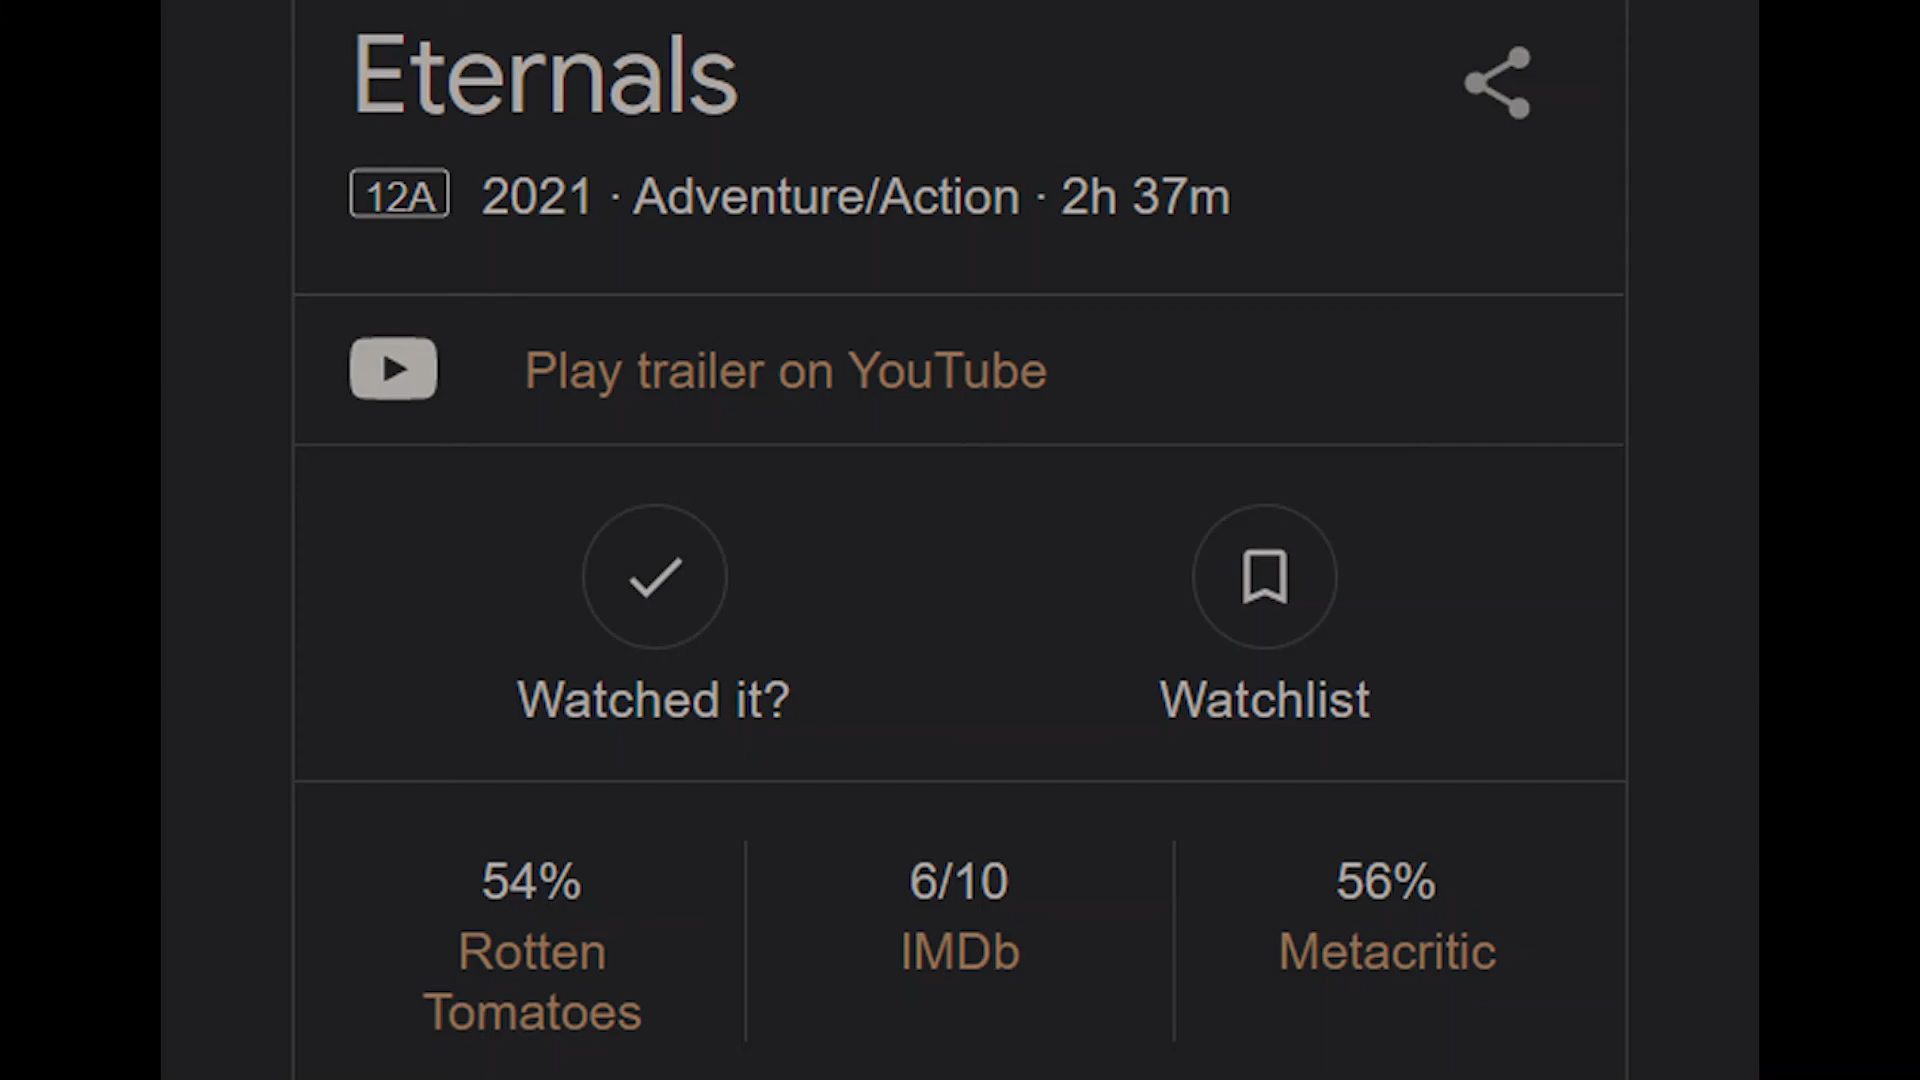 Eternals
12A 2021 · Adventure/Action · 2h 37m
Play trailer on YouTube
Watched it?
Watchlist
54%
Rotten
Tomatoes
6/10
IMDb
56%
Metacritic